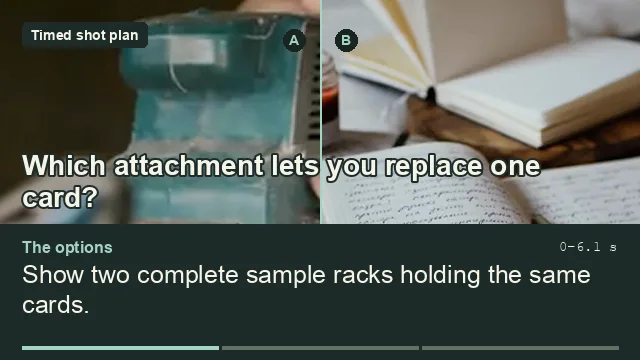 Timed shot plan
A
B
Which attachment lets you replace one
card?
The options
0–6.1 s
Show two complete sample racks holding the same
cards.